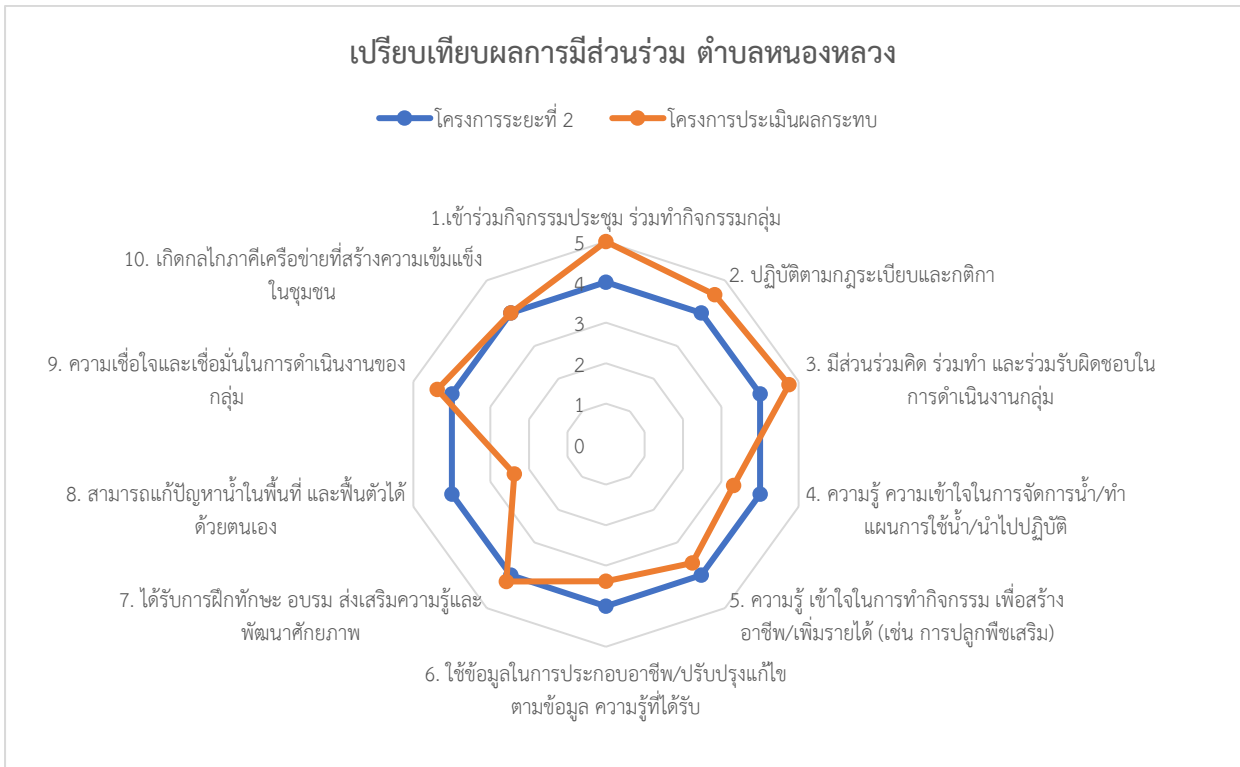 เปรียบเทียบผลการมีส่วนร่วม ตำบลหนองหลวง
โครงการระยะที่ 2
โครงการประเมินผลกระทบ
1.เข้าร่วมกิจกรรมประชุม ร่วมทำกิจกรรมกลุ่ม
2. ปฏิบัติตามกฎระเบียบและกติกา
3. มีส่วนร่วมคิด ร่วมทำ และร่วมรับผิดชอบใน
การดำเนินงานกลุ่ม
4. ความรู้ ความเข้าใจในการจัดการน้ำ/ทำ
แผนการใช้น้ำ/นำไปปฏิบัติ
5. ความรู้ เข้าใจในการทำกิจกรรม เพื่อสร้าง
อาชีพ/เพิ่มรายได้ (เช่น การปลูกพืชเสริม)
6. ใช้ข้อมูลในการประกอบอาชีพ/ปรับปรุงแก้ไข
ตามข้อมูล ความรู้ที่ได้รับ
7. ได้รับการฝึกทักษะ อบรม ส่งเสริมความรู้และ
พัฒนาศักยภาพ
8. สามารถแก้ปัญหาน้ำในพื้นที่ และฟื้นตัวได้
ด้วยตนเอง
9. ความเชื่อใจและเชื่อมั่นในการดำเนินงานของ
กลุ่ม
10. เกิดกลไกภาคีเครือข่ายที่สร้างความเข้มแข็ง
ในชุมชน
5
4
3
2
1
0